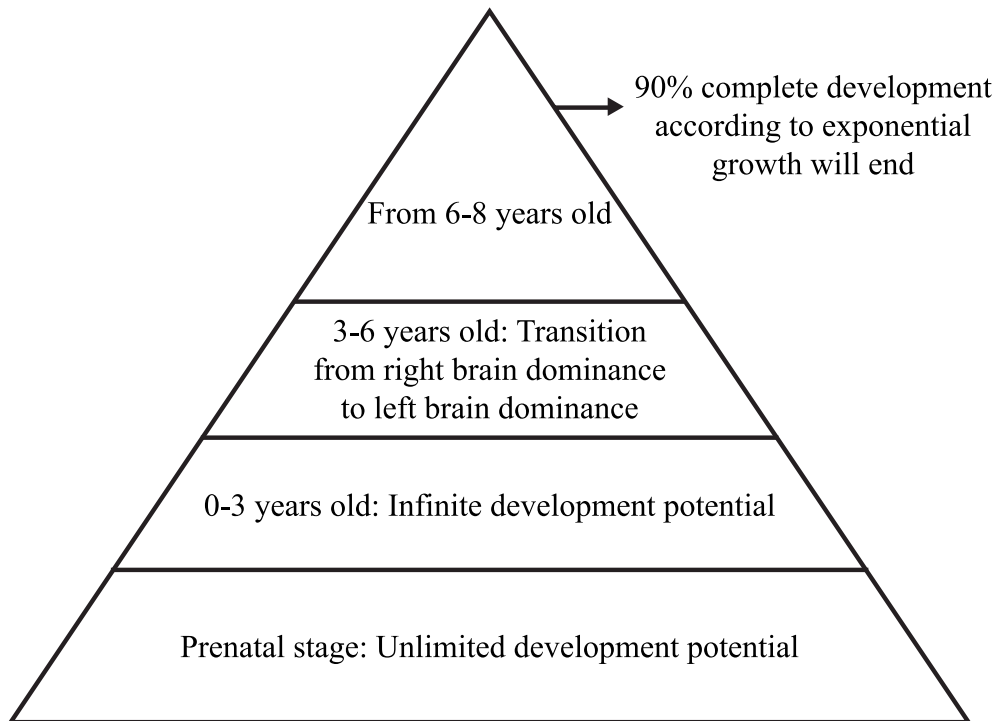 90% complete development
according to exponential
growth will end
From 6-8 years old
3-6 years old: Transition
from right brain dominance
to left brain dominance
0-3 years old: Infinite development potential
Prenatal stage: Unlimited development potential